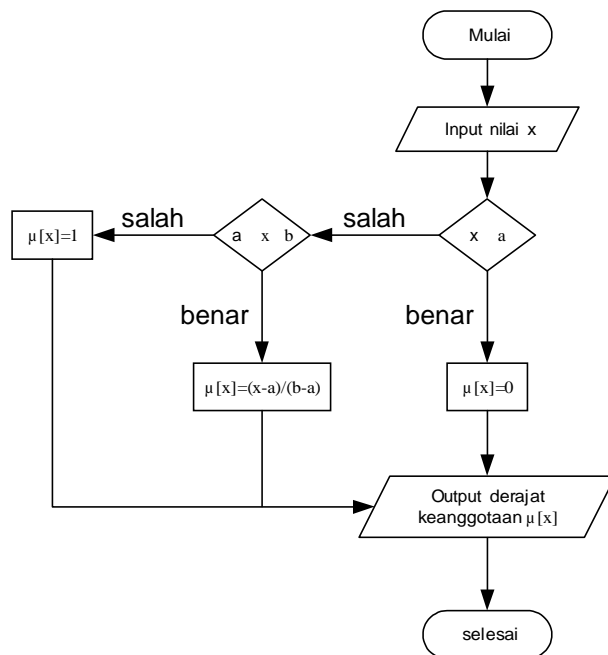 Mulai
Input nilai x
x a
salah
a x b
salah
µ[x]=1
benar
benar
µ[x]=(x-a)/(b-a)
µ[x]=0
Output derajat
keanggotaan µ[x]
selesai